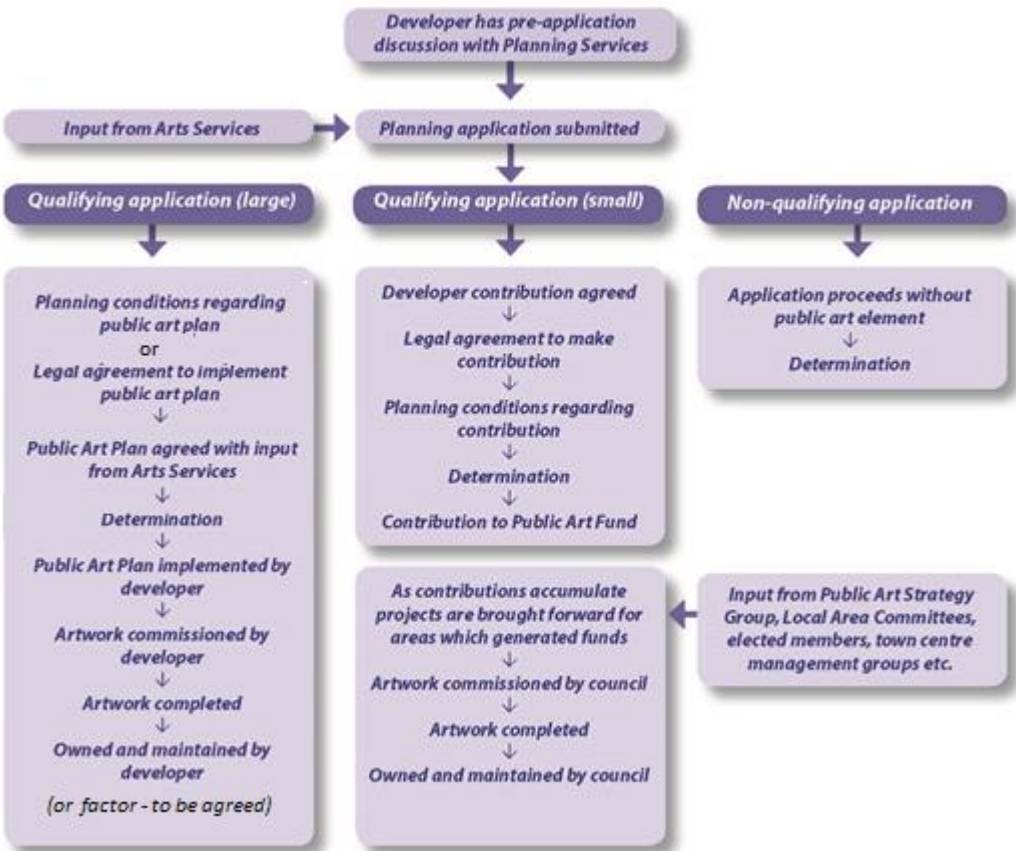 Developer has pre-application
discussion with Planning Services
Input from Arts Services
Planning application submitted
Qualifying application (large)
Qualifying application (small)
Non-qualifying application
Planning conditions regarding
public art plan
or
Legal agreement to implement
public art plan
Public Art Plan agreed with input
from Arts Services
Determination
Public Art Plan implemented by
developer
Artwork commissioned by
developer
Artwork completed
Owned and maintained by
developer
(or factor - to be agreed)
Developer contribution agreed
Legal agreement to make
contribution
Planning conditions regarding
contribution
Determination
Contribution to Public Art Fund
As contributions accumulate
projects are brought forward for
areas which generated funds
Artwork commissioned by council
Artwork completed
Owned and maintained by council
Application proceeds without
public art element
Determination
Input from Public Art Strategy
Group, Local Area Committees,
elected members, town centre
management groups etc.